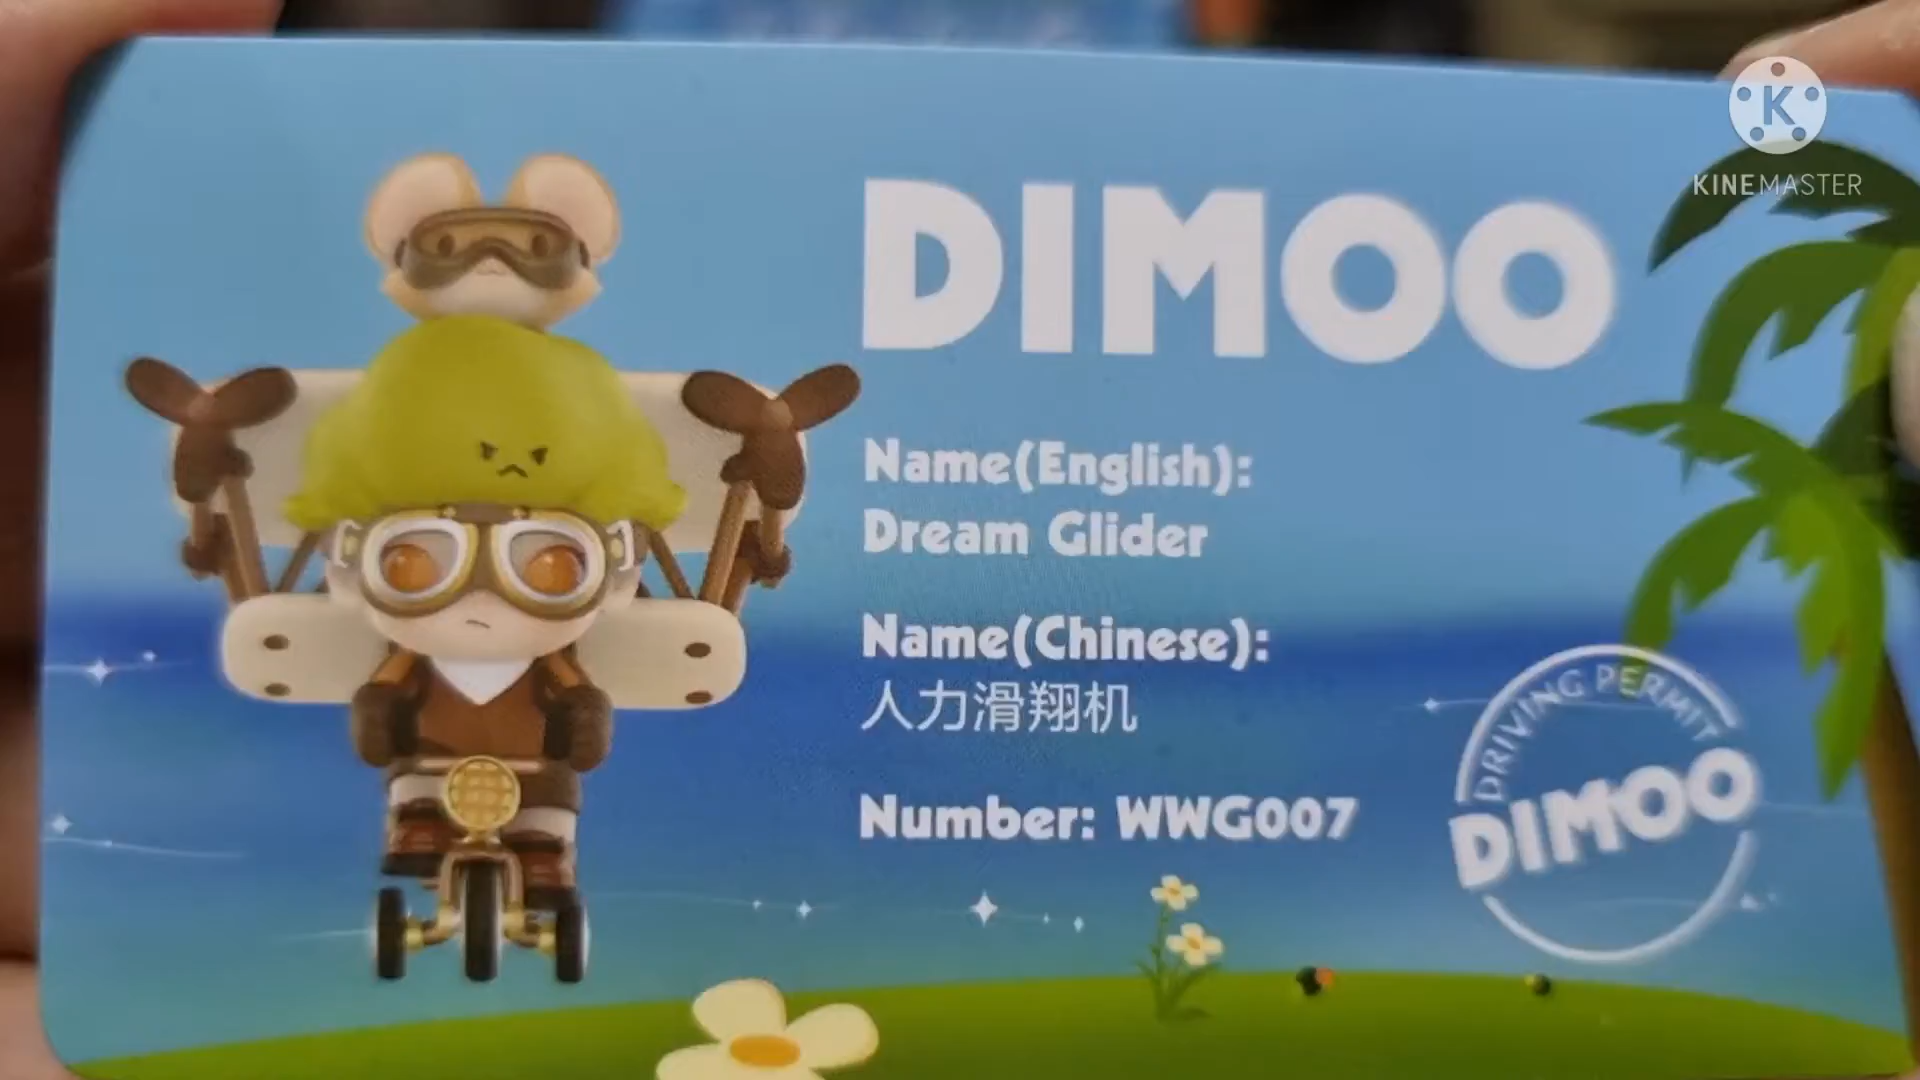 K
KINEMASTER
DIMOO
Name(English):
Dream Glider
Name(Chinese):
人力滑翔机
Number: WWG007
DRIVING PERMIT
DIMOO